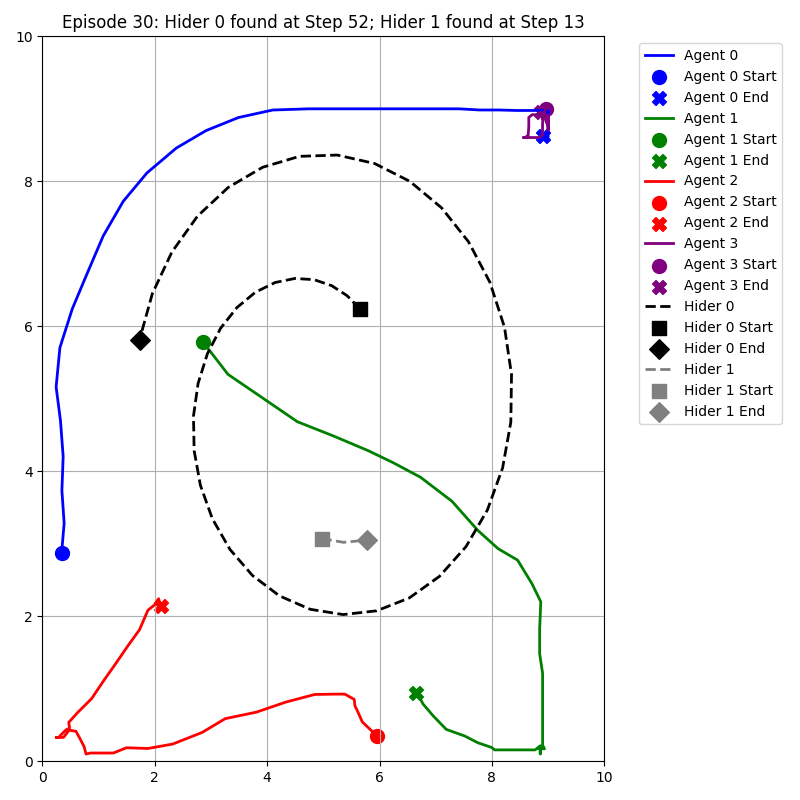 Episode 30: Hider 0 found at Step 52; Hider 1 found at Step 13
10
8
6
4
2
0
0 2 4 6 8 10
Agent 0
Agent 0 Start
Agent 0 End
Agent 1
Agent 1 Start
Agent 1 End
Agent 2
Agent 2 Start
Agent 2 End
Agent 3
Agent 3 Start
Agent 3 End
Hider 0
Hider 0 Start
Hider 0 End
Hider 1
Hider 1 Start
Hider 1 End